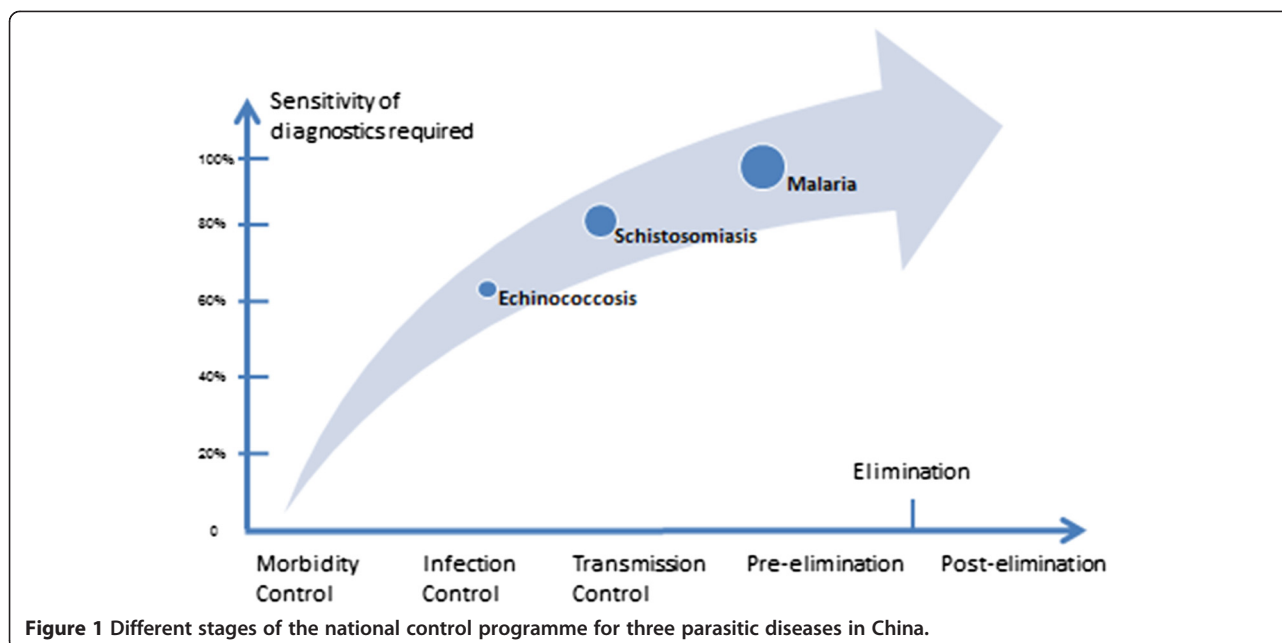 Sensitivity of
diagnostics required
100%
80%
60%
40%
20%
0
Malaria
Schistosomiasis
Echinococcosis
Elimination
Morbidity
Control
Infection
Control
Transmission
Control
Pre-elimination
Post-elimination
Figure 1 Different stages of the national control programme for three parasitic diseases in China.